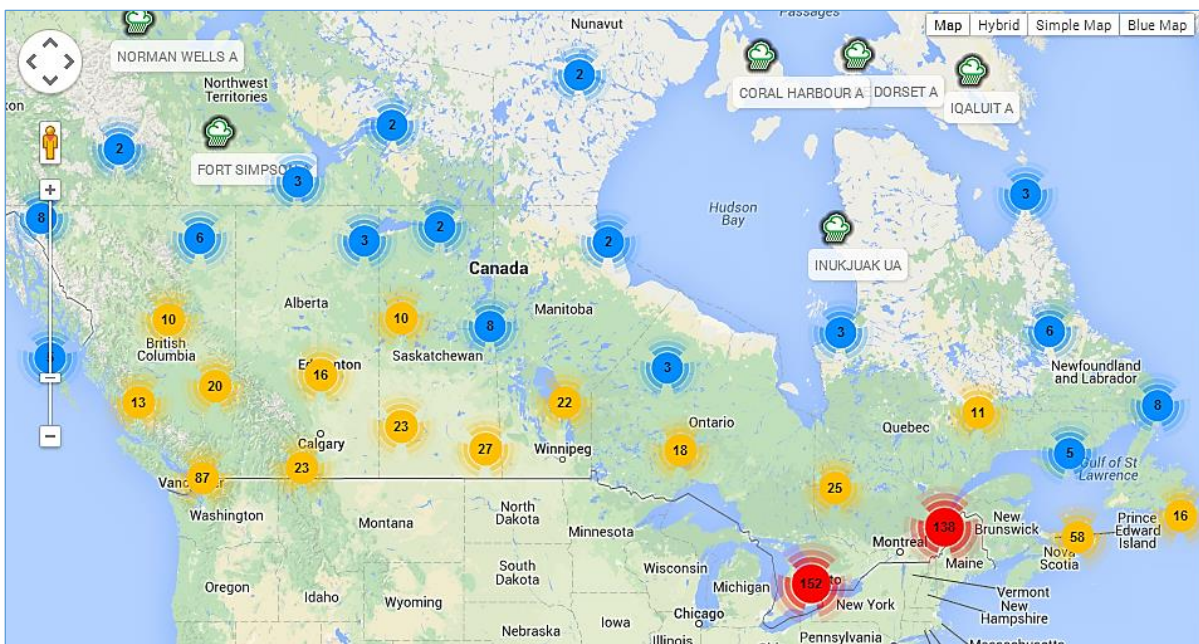 Passages
Nunavut
Map
Hybrid
Simple Map
Blue Map
NORMAN WELLS A
CORAL HARBOUR A
DORSET A
IQALUIT A
Northwest
Territories
2
2
2
FORT SIMPSON
3
3
8
6
3
2
2
Hudson
Bay
INUKJUAK UA
Canada
Alberta
Manitoba
10
British
Columbia
10
Saskatchewan
8
3
6
Newfoundland
and Labrador
Edmonton
16
20
13
3
22
11
8
Calgary
23
27
Winnipeg
Ontario
18
Quebec
5
Gulf of St
Lawrence
87
23
25
Washington
Montana
North
Dakota
Minnesota
138
Montreal
New
Brunswick
Maine
58
Nova
Scotia
Prince
Edward
Island
16
Oregon
Idaho
Wyoming
South
Dakota
Wisconsin
Michigan
152
New York
Vermont
New
Hampshire
Nebraska
Iowa
Chicago
Illinois
Pennsylvania
Massachusetts